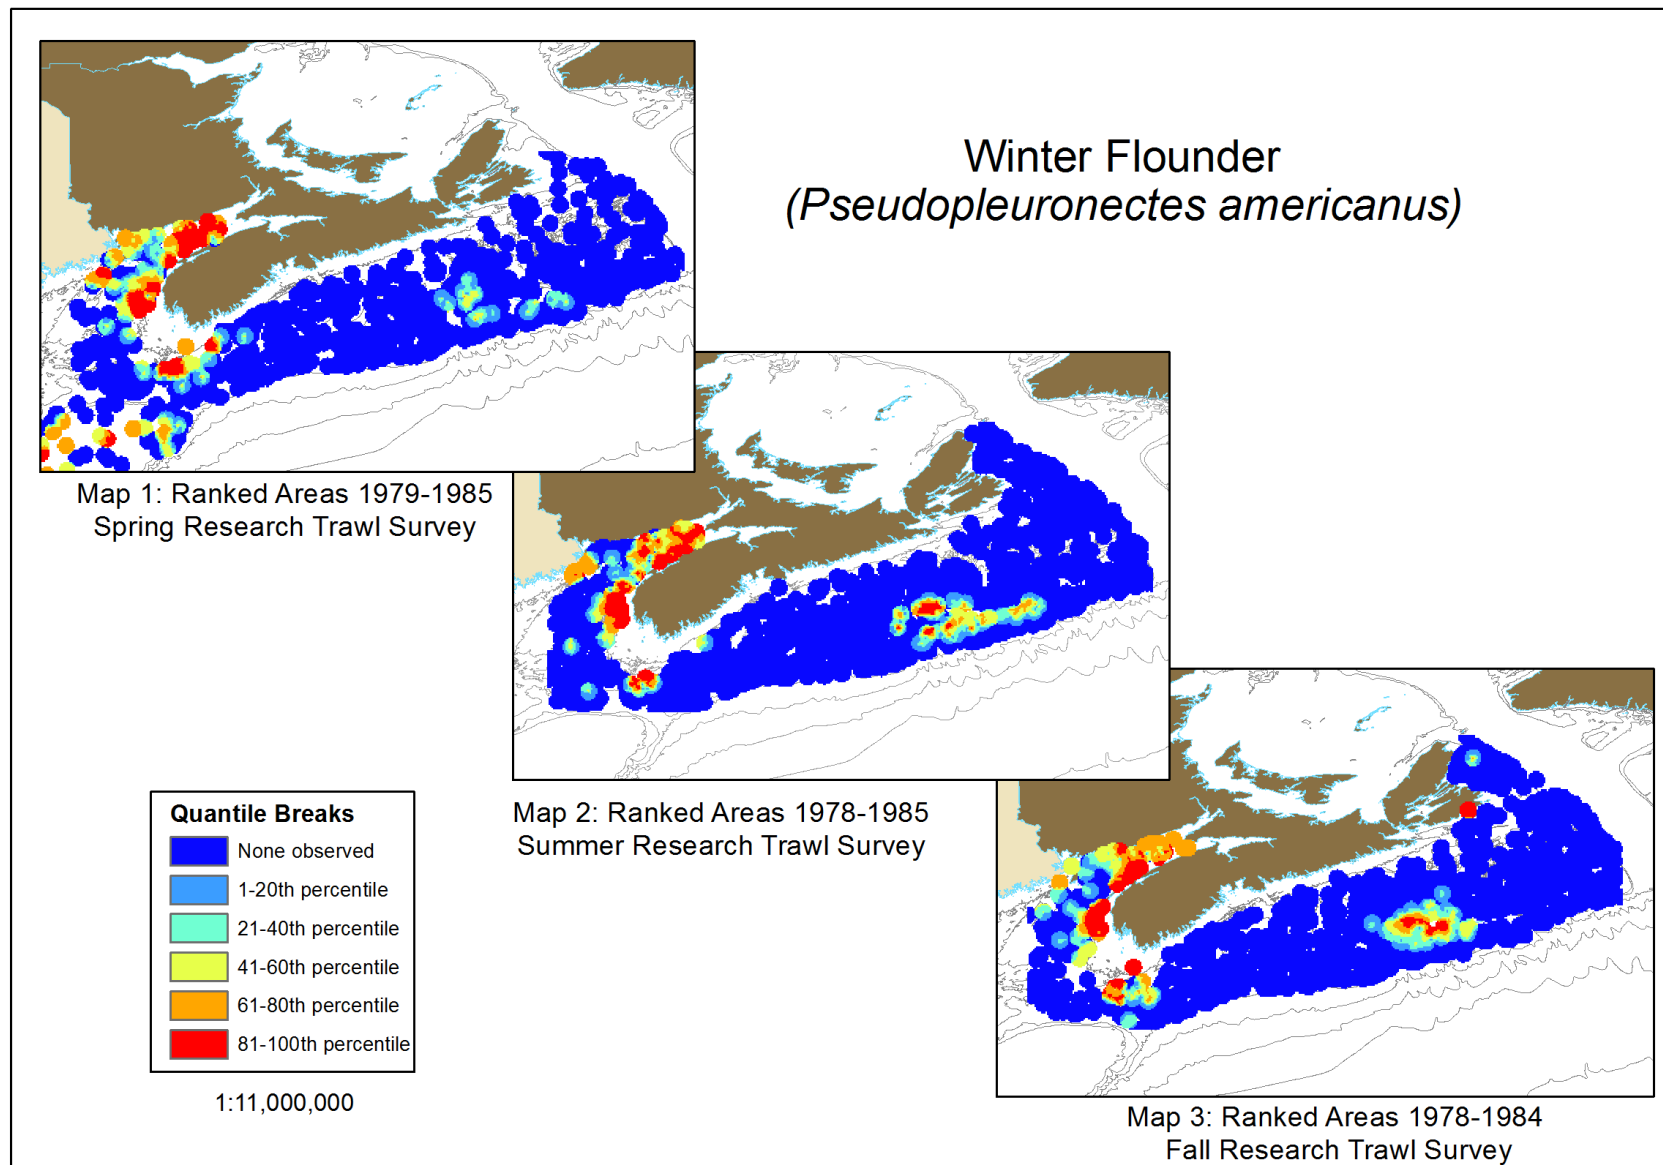 Winter Flounder
(Pseudopleuronectes americanus)
Map 1: Ranked Areas 1979-1985
Spring Research Trawl Survey
Map 2: Ranked Areas 1978-1985
Summer Research Trawl Survey
Quantile Breaks
None observed
1-20th percentile
21-40th percentile
41-60th percentile
61-80th percentile
81-100th percentile
1:11,000,000
Map 3: Ranked Areas 1978-1984
Fall Research Trawl Survey